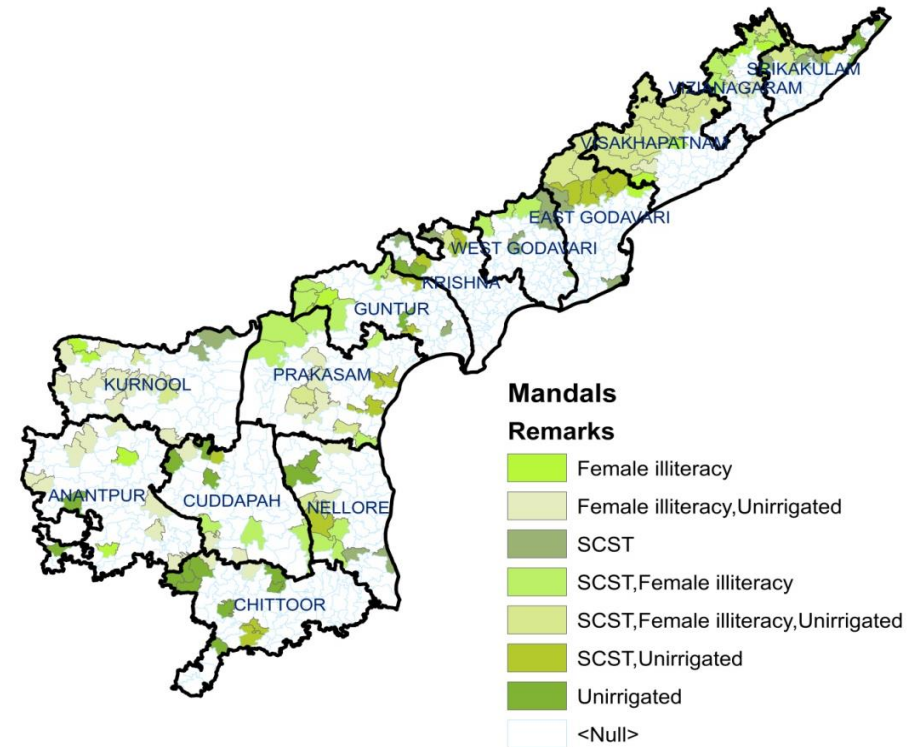 SRIKAKULAM
VIZIANAGARAM
VISAKHAPATNAM
EAST GODAVARI
WEST GODAVARI
KRISHNA
GUNTUR
PRAKASAM
KURNOOL
ANANTPUR
CUDDAPAH
NELLORE
CHITTOOR
Mandals
Remarks
Female illiteracy
Female illiteracy,Unirrigated
SCST
SCST,Female illiteracy
SCST,Female illiteracy,Unirrigated
SCST,Unirrigated
Unirrigated
<Null>